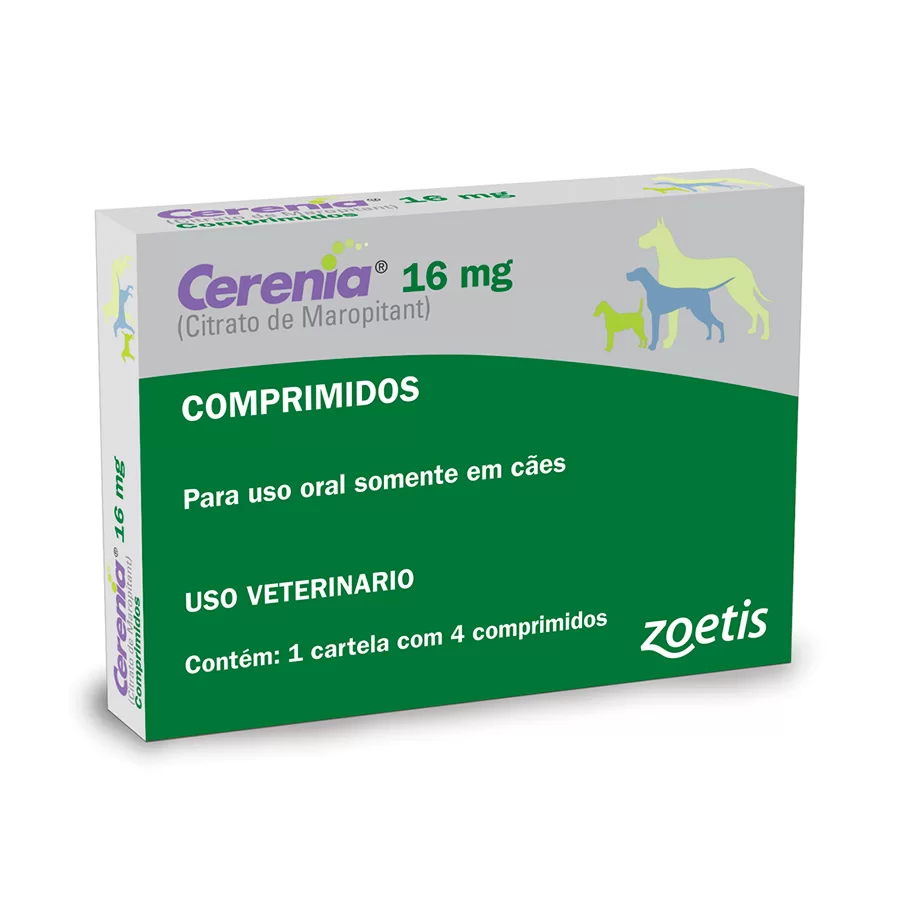 Cerenia® 16 mg
(Citrato de Maropitant)
Comprimidos
Cerenia® 16 mg
(Citrato de Maropitant)
COMPRIMIDOS
Para uso oral somente em cães
USO VETERINARIO
Contém: 1 cartela com 4 comprimidos
zoetis
Cerenia® 16 mg
(Citrato de Maropitant)
Comprimidos